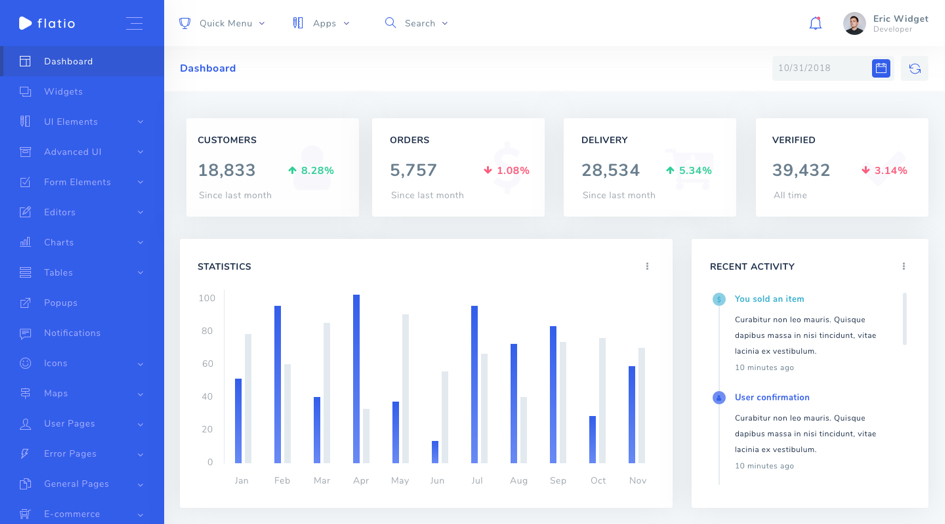 flatio
Quick Menu
Apps
Search
Eric Widget
Developer
Dashboard
Widgets
UI Elements
Advanced UI
Form Elements
Editors
Charts
Tables
Popups
Notifications
Icons
Maps
User Pages
Error Pages
General Pages
E-commerce
Dashboard
10/31/2018
CUSTOMERS
18,833 8.28%
Since last month
ORDERS
5,757 1.08%
Since last month
DELIVERY
28,534 5.34%
Since last month
VERIFIED
39,432 3.14%
All time
STATISTICS
100
80
60
40
20
0
Jan Feb Mar Apr May Jun Jul Aug Sep Oct Nov
RECENT ACTIVITY
$
You sold an item
Curabitur non leo mauris. Quisque
dapibus massa in nisi tincidunt, vitae
lacinia ex vestibulum.
10 minutes ago
User confirmation
Curabitur non leo mauris. Quisque
dapibus massa in nisi tincidunt, vitae
lacinia ex vestibulum.
10 minutes ago